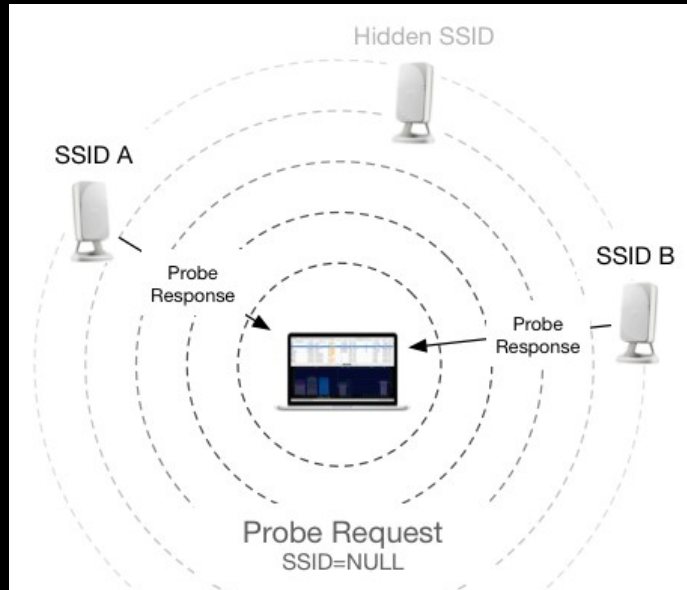 Hidden SSID
SSID A
Probe
Response
SSID B
Probe
Response
Probe Request
SSID=NULL